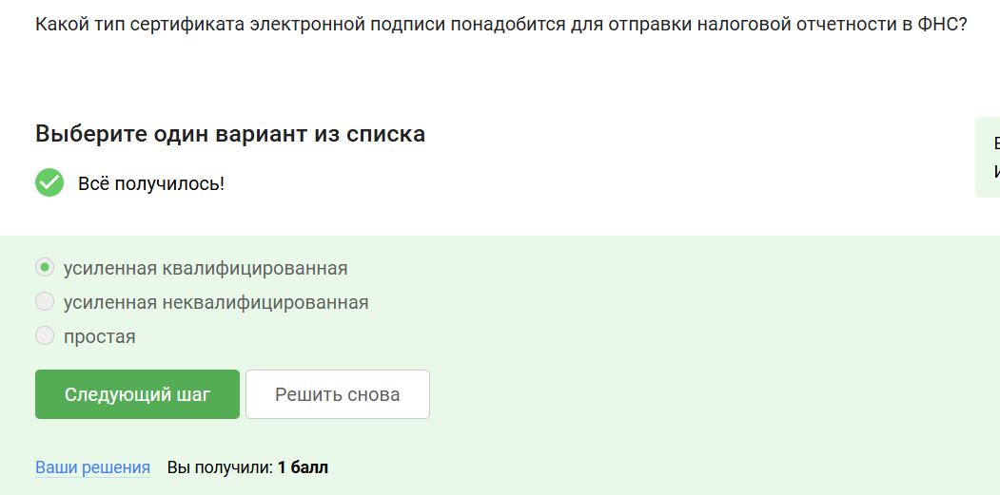 Какой тип сертификата электронной подписи понадобится для отправки налоговой отчетности в ФНС?
Выберите один вариант из списка
Всё получилось!
усиленная квалифицированная
усиленная неквалифицированная
простая
Следующий шаг
Решить снова
Ваши решения Вы получили: 1 балл